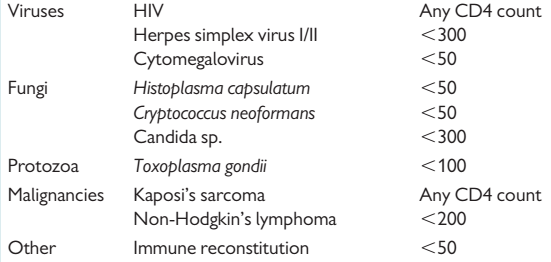 Viruses HIV Any CD4 count
Herpes simplex virus I/II <300
Cytomegalovirus <50
Fungi Histoplasma capsulatum <50
Cryptococcus neoformans <50
Candida sp. <300
Protozoa Toxoplasma gondii <100
Malignancies Kaposi's sarcoma Any CD4 count
Non-Hodgkin's lymphoma <200
Other Immune reconstitution <50